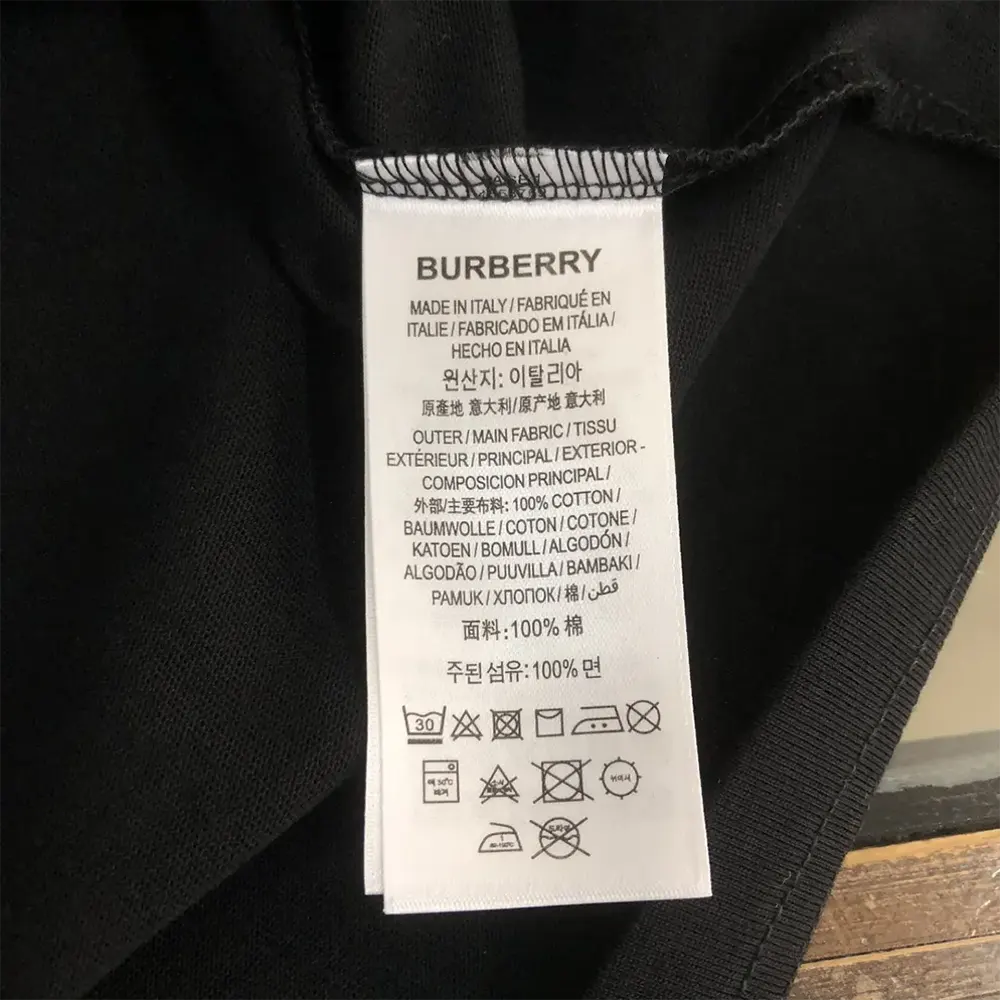 BURBERRY
MADE IN ITALY / FABRIQUÉ EN
ITALIE / FABRICADO EM ITÁLIA /
HECHO EN ITALIA
원산지: 이탈리아
原產地 意大利/原产地 意大利
OUTER / MAIN FABRIC / TISSU
EXTÉRIEUR / PRINCIPAL / EXTERIOR -
COMPOSICION PRINCIPAL /
外部/主要布料: 100% COTTON /
BAUMWOLLE / COTON / COTONE /
KATOEN / BOMULL / ALGODÓN /
ALGODÃO / PUUVILLA / BAMBAKI /
PAMUK / ХЛОПОК / 棉 / قطن
面料:100% 棉
주된 섬유:100% 면
30